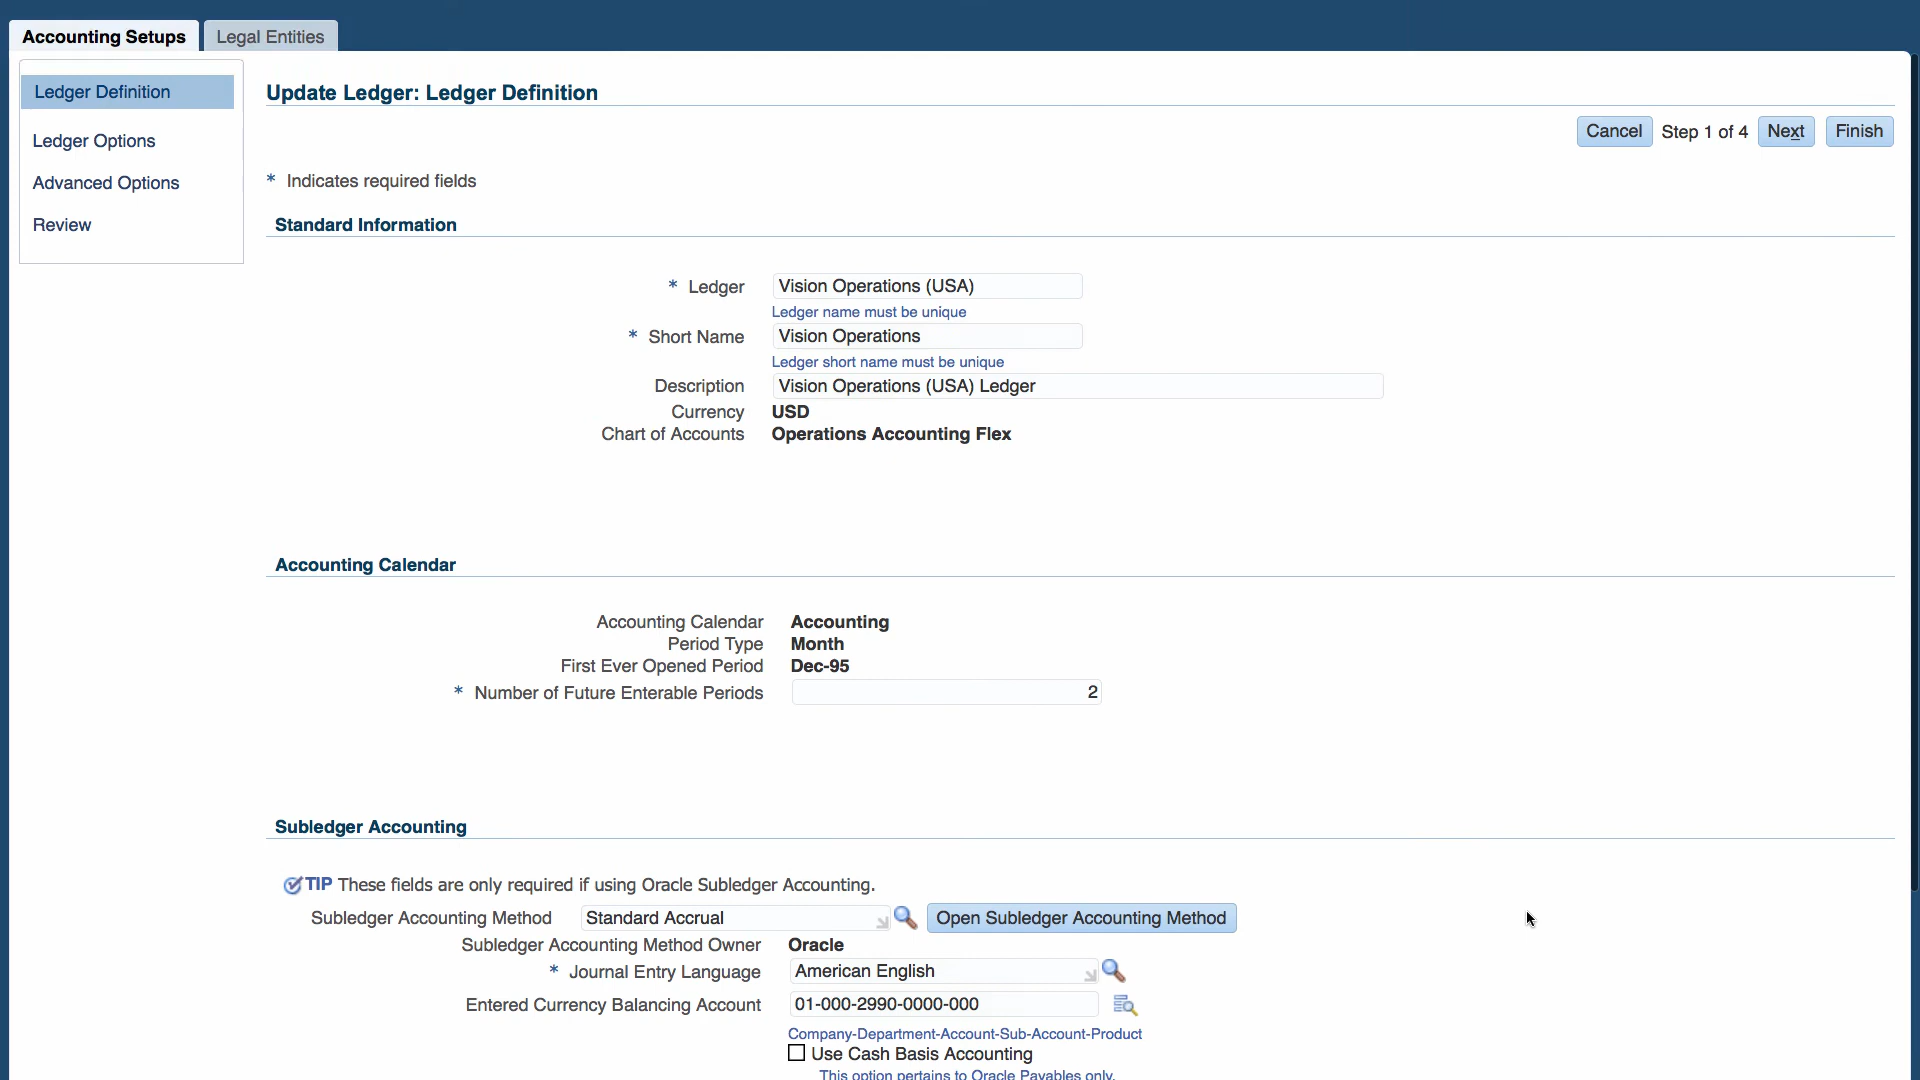 Accounting Setups
Legal Entities
Ledger Definition
Ledger Options
Advanced Options
Review
Update Ledger: Ledger Definition
Cancel Step 1 of 4 Next Finish
* Indicates required fields
Standard Information
* Ledger Vision Operations (USA)
Ledger name must be unique
* Short Name Vision Operations
Ledger short name must be unique
Description Vision Operations (USA) Ledger
Currency USD
Chart of Accounts Operations Accounting Flex
Accounting Calendar
Accounting Calendar Accounting
Period Type Month
First Ever Opened Period Dec-95
* Number of Future Enterable Periods 2
Subledger Accounting
TIP These fields are only required if using Oracle Subledger Accounting.
Subledger Accounting Method Standard Accrual Open Subledger Accounting Method
Subledger Accounting Method Owner Oracle
* Journal Entry Language American English
Entered Currency Balancing Account 01-000-2990-0000-000
Company-Department-Account-Sub-Account-Product
Use Cash Basis Accounting
This option pertains to Oracle Payables only.